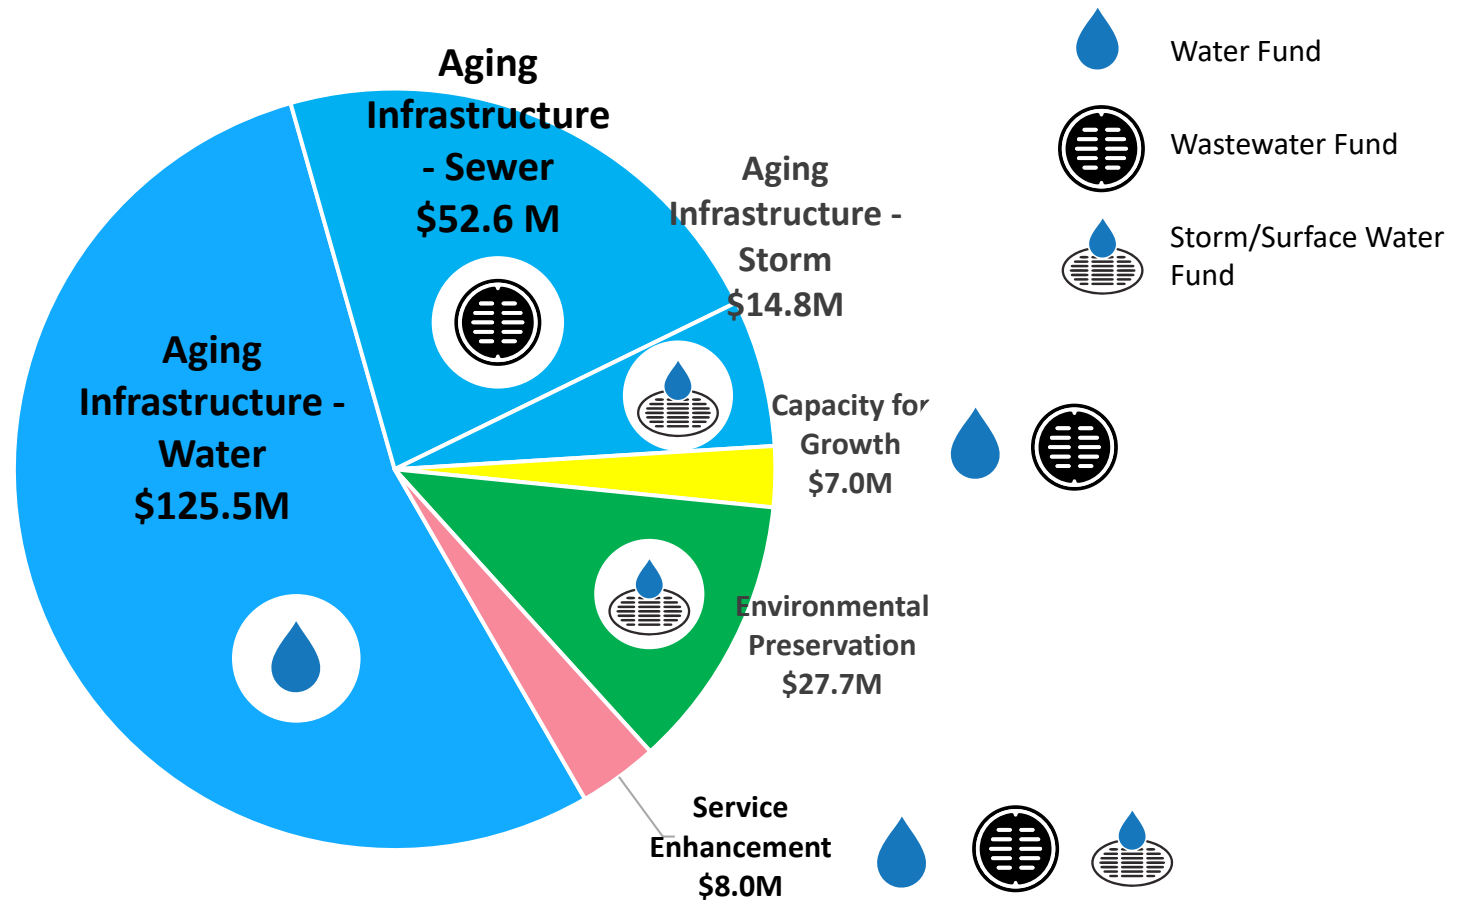 Aging
Infrastructure
- Sewer
$52.6 M
Aging
Infrastructure -
Storm
$14.8M
Aging
Infrastructure -
Water
$125.5M
Capacity for
Growth
$7.0M
Environmental
Preservation
$27.7M
Service
Enhancement
$8.0M
Water Fund
Wastewater Fund
Storm/Surface Water
Fund